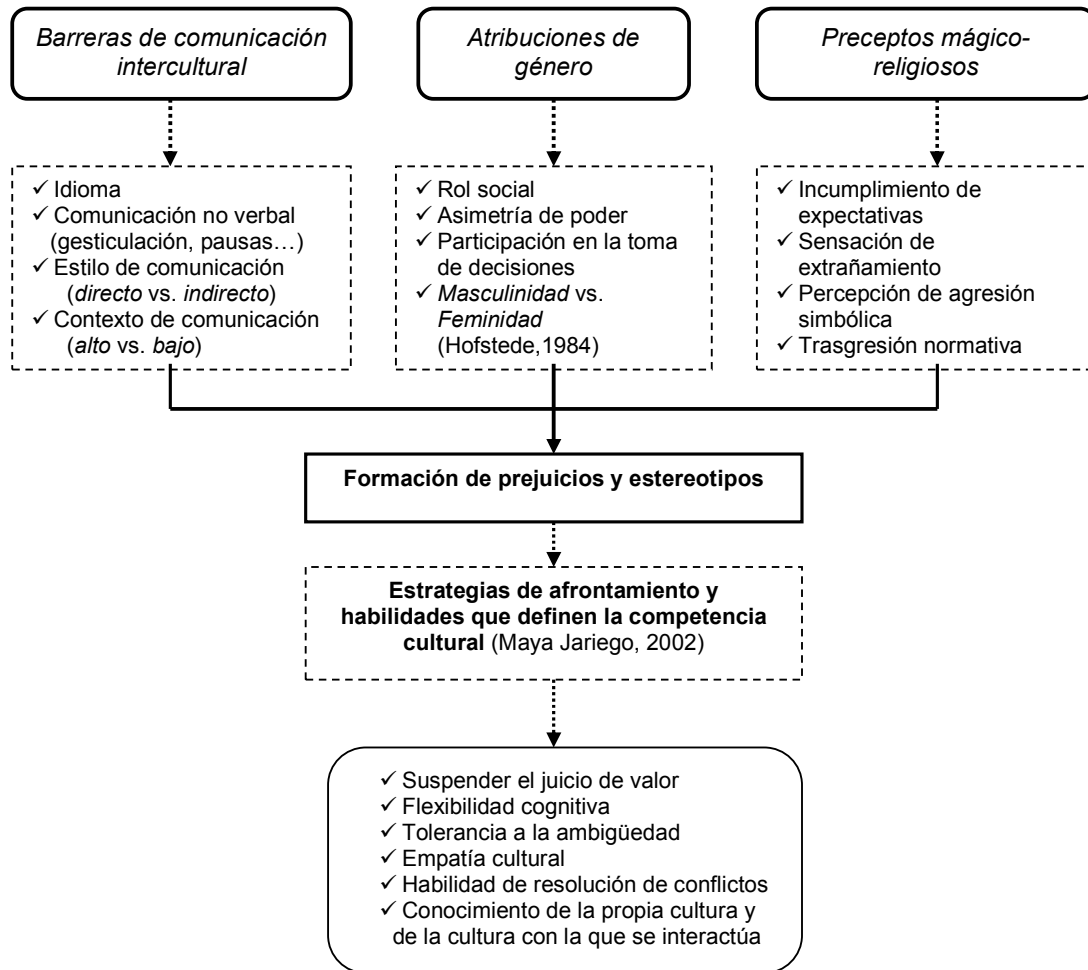 Barreras de comunicación
intercultural
Atribuciones de
género
Preceptos mágico-
religiosos
✓ Idioma
✓ Comunicación no verbal
(gesticulación, pausas…)
✓ Estilo de comunicación
(directo vs. indirecto)
✓ Contexto de comunicación
(alto vs. bajo)
✓ Rol social
✓ Asimetría de poder
✓ Participación en la toma
de decisiones
✓ Masculinidad vs.
Feminidad
(Hofstede,1984)
✓ Incumplimiento de
expectativas
✓ Sensación de
extrañamiento
✓ Percepción de agresión
simbólica
✓ Trasgresión normativa
Formación de prejuicios y estereotipos
Estrategias de afrontamiento y
habilidades que definen la competencia
cultural (Maya Jariego, 2002)
✓ Suspender el juicio de valor
✓ Flexibilidad cognitiva
✓ Tolerancia a la ambigüedad
✓ Empatía cultural
✓ Habilidad de resolución de conflictos
✓ Conocimiento de la propia cultura y
de la cultura con la que se interactúa